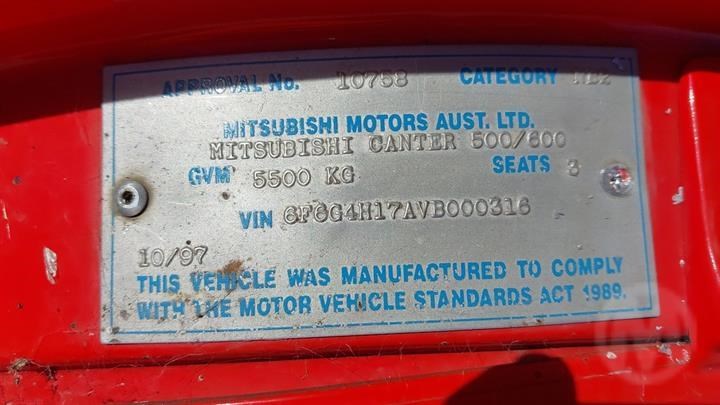 APPROVAL No. 10758 CATEGORY NB2
MITSUBISHI MOTORS AUST. LTD.
MITSUBISHI CANTER 500/600
GVM 5500 KG SEATS 3
VIN 6F6G4H17AVB000316
10/97
THIS VEHICLE WAS MANUFACTURED TO COMPLY
WITH THE MOTOR VEHICLE STANDARDS ACT 1989.